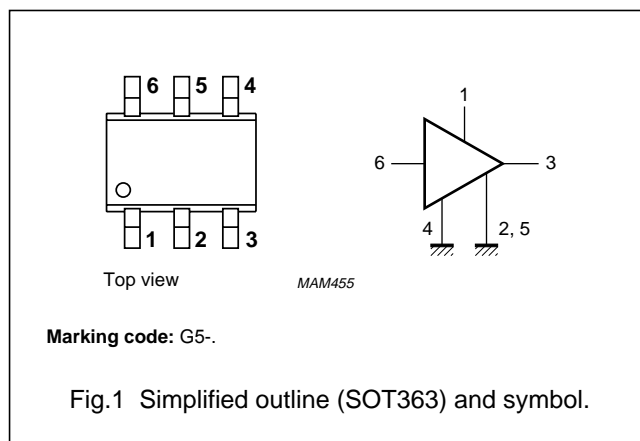 6 5 4
1 2 3
Top view
1
6
3
4
2, 5
MAM455
Marking code: G5-.
Fig.1 Simplified outline (SOT363) and symbol.